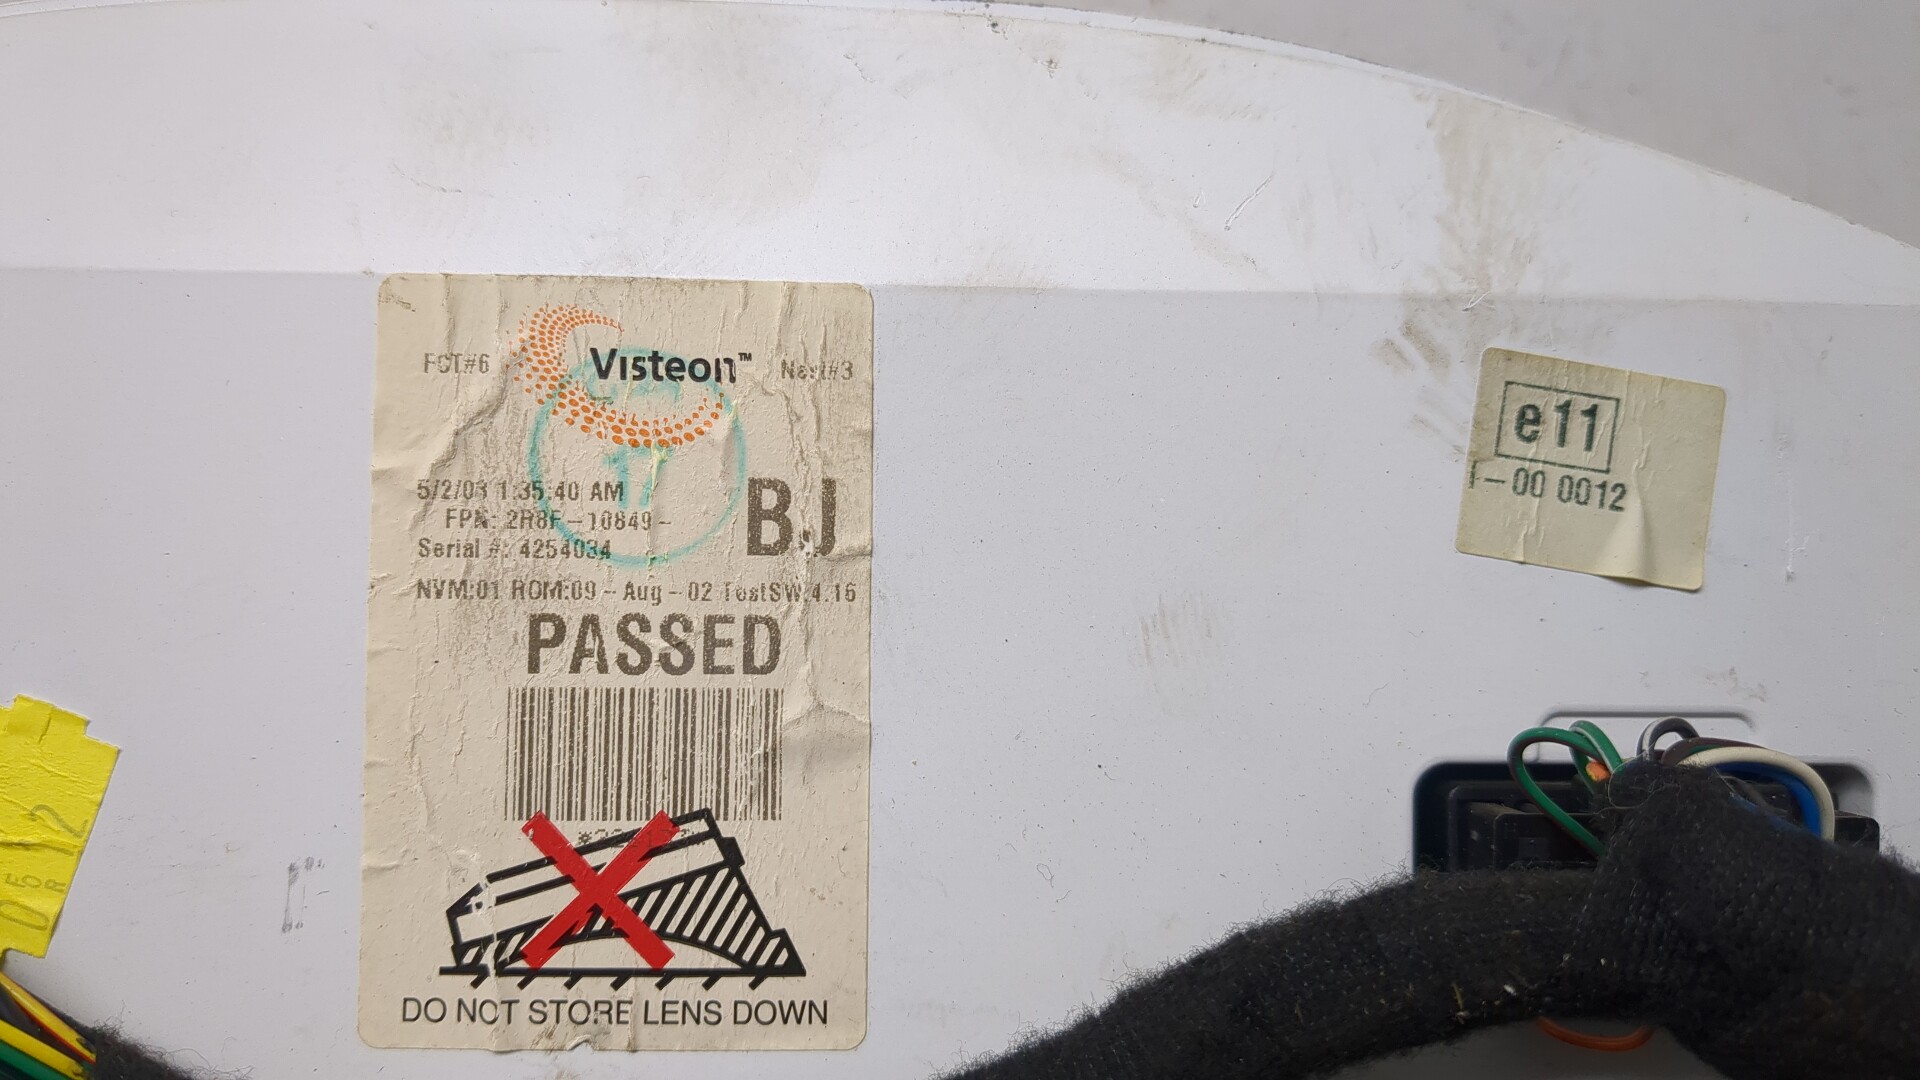 FCT#6
Visteon™
Nest#3
17
5/2/03 1:35:40 AM
BJ
FPN: 2R8F-10849-
Serial #: 4254034
NVM:01 ROM:09-Aug-02 TestSW:4.16
PASSED
DO NOT STORE LENS DOWN
e11
I-00 0012